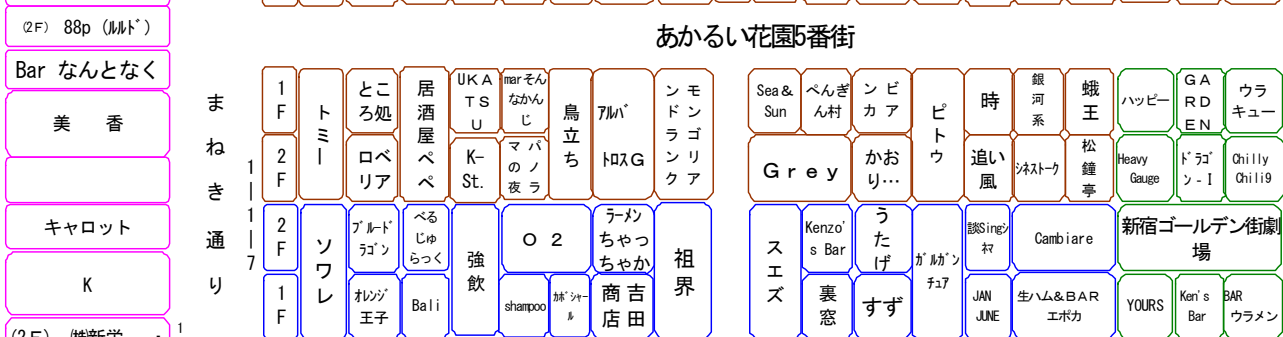 (2F) 88p (ﾙﾙﾄﾞ)
Bar なんとなく
美 香
キャロット
K
まねき通り
1|1|7
あかるい花園5番街
1F
トミー
ところ処
居酒屋ペペ
UKATSU
marそんなかんじ
鳥立ち
ｱﾙﾊﾞﾄﾛｽG
モンゴリアンドランク
2F
ロベリア
K-St.
パノラマの夜
Sea& Sun
ぺんぎん村
ビアンカ
ピトウ
時
銀河系
蛾王
ハッピー
GARDEN
ウラキュー
Grey
かおり…
追い風
ｼﾈｽﾄｰｸ
松鐘亭
Heavy Gauge
ﾄﾞﾗｺﾞﾝ-I
Chilly Chili9
2F
ソワレ
ﾌﾞﾙｰﾄﾞﾗｺﾞﾝ
べるじゅらっく
強飲
O2
ﾗｰﾒﾝちゃっちゃか
祖界
1F
ｵﾚﾝｼﾞ王子
Bali
shampoo
ｶﾎﾞｼｬｰﾙ
吉田商店
スエズ
Kenzo's Bar
うたげ
ｶﾞﾙｶﾞﾝﾁｭｱ
談Singｼﾈﾏ
Cambiare
新宿ゴールデン街劇場
裏窓
すず
JAN JUNE
生ハム&BAR エポカ
YOURS
Ken's Bar
BAR ウラメン
1